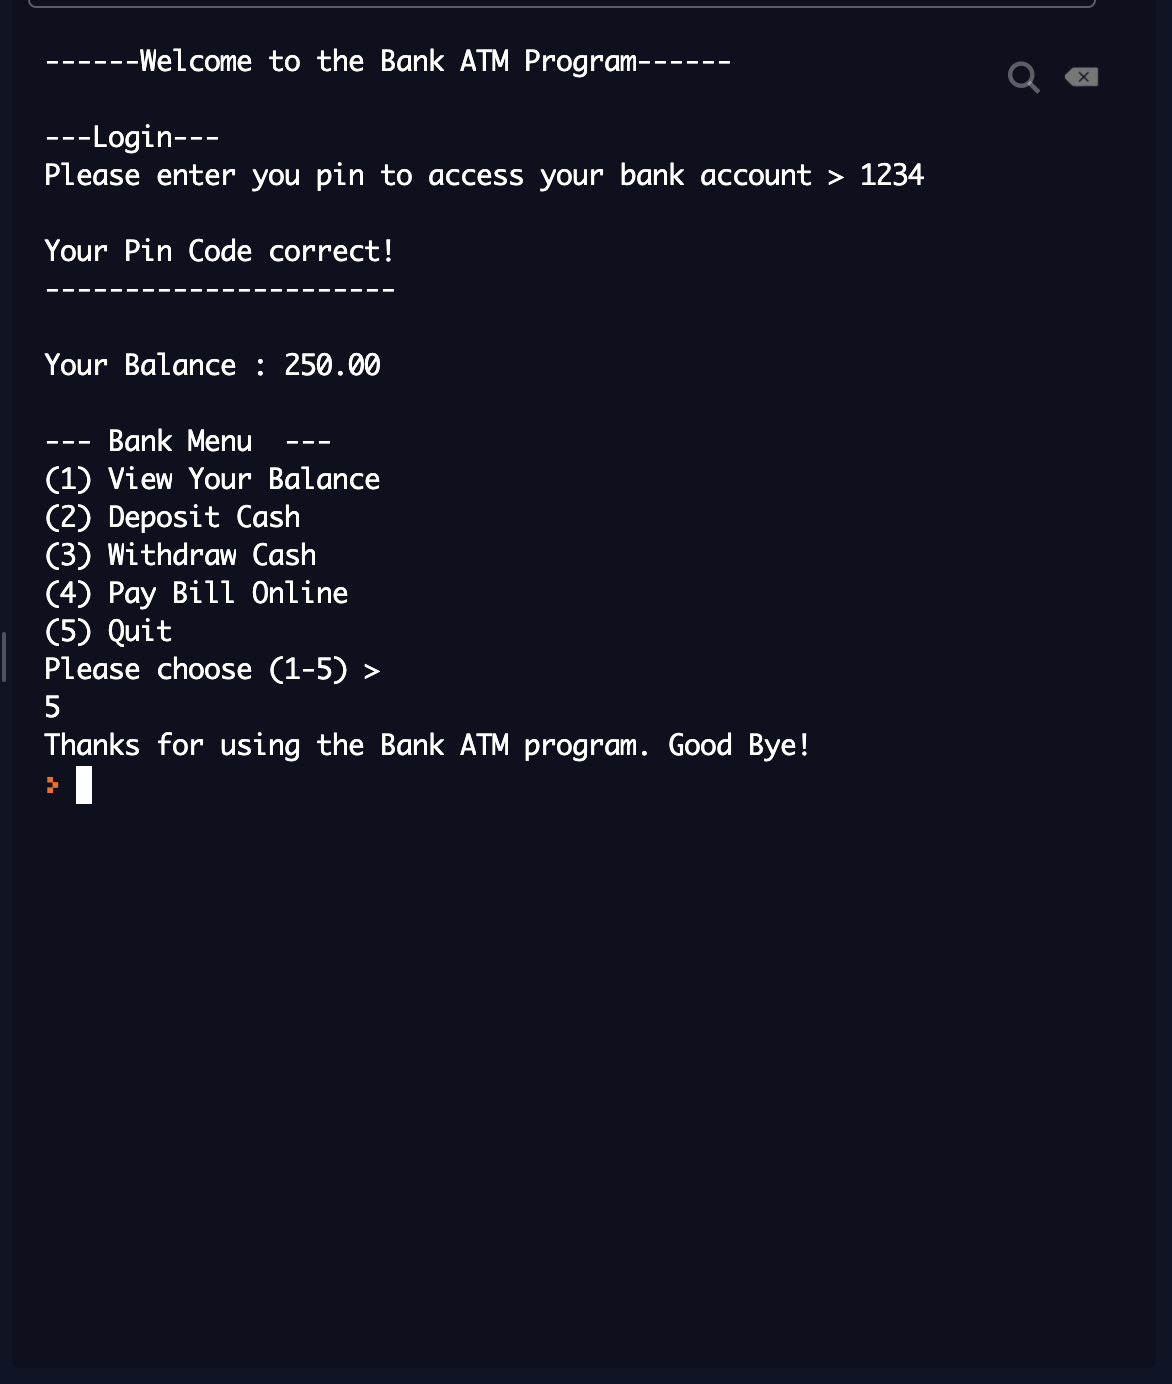 ------Welcome to the Bank ATM Program------
---Login---
Please enter you pin to access your bank account > 1234
Your Pin Code correct!
----------------------
Your Balance : 250.00
--- Bank Menu  ---
(1) View Your Balance
(2) Deposit Cash
(3) Withdraw Cash
(4) Pay Bill Online
(5) Quit
Please choose (1-5) >
5
Thanks for using the Bank ATM program. Good Bye!
>